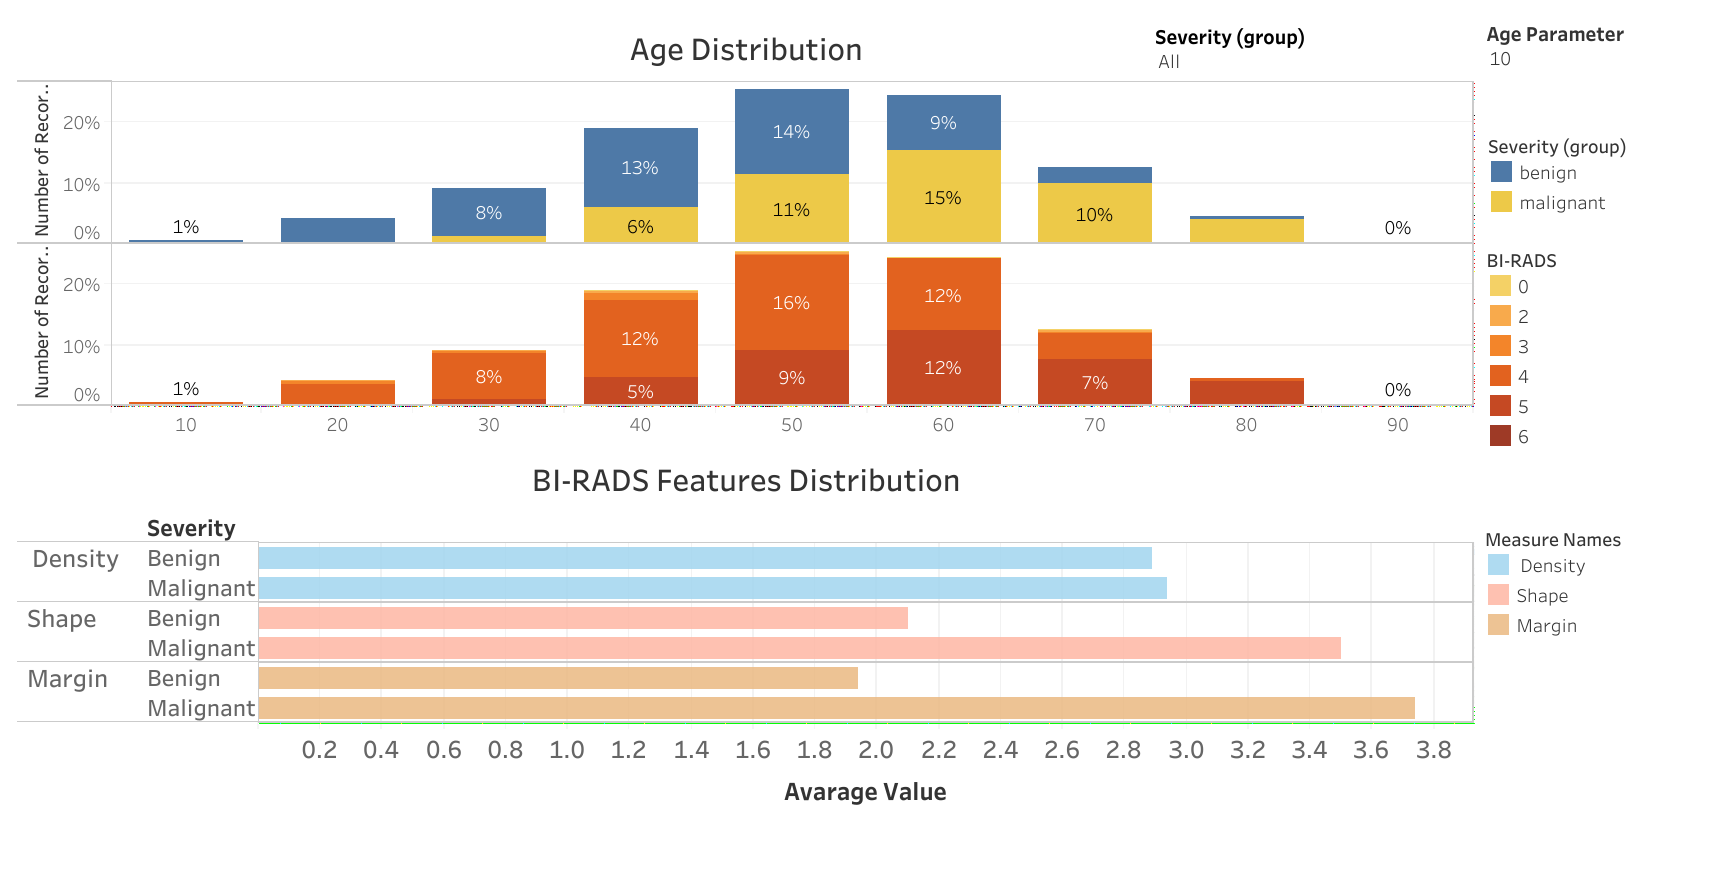 Age Distribution
Severity (group)
All
Age Parameter
10
Number of Recor..
20%
10%
0%
1%
8%
13%
6%
14%
11%
9%
15%
10%
0%
Severity (group)
benign
malignant
Number of Recor..
20%
10%
0%
1%
8%
12%
5%
16%
9%
12%
12%
7%
0%
BI-RADS
0
2
3
4
5
6
10 20 30 40 50 60 70 80 90
BI-RADS Features Distribution
Severity
Density Benign
Malignant
Shape Benign
Malignant
Margin Benign
Malignant
Measure Names
Density
Shape
Margin
0.2 0.4 0.6 0.8 1.0 1.2 1.4 1.6 1.8 2.0 2.2 2.4 2.6 2.8 3.0 3.2 3.4 3.6 3.8
Avarage Value